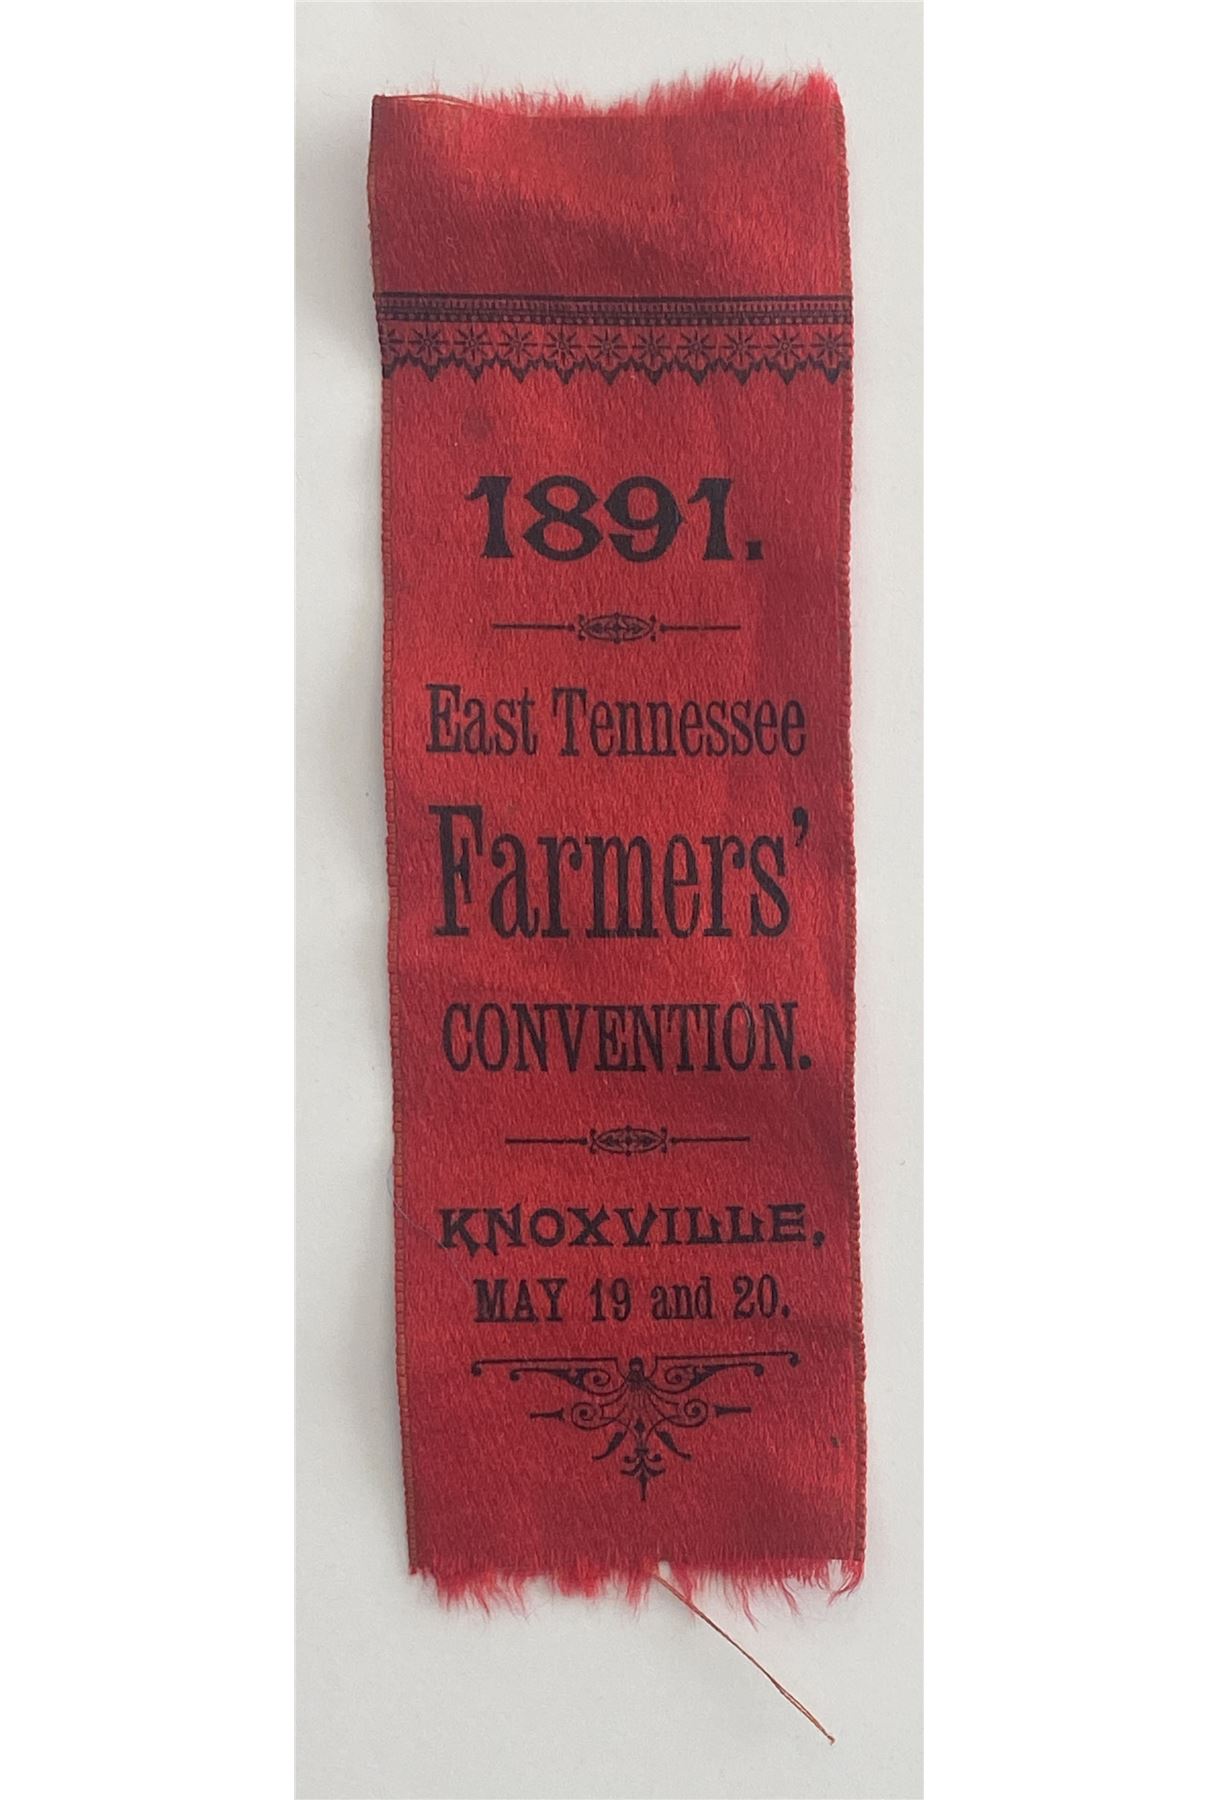 1891.
East Tennessee
Farmers'
CONVENTION.
KNOXVILLE,
MAY 19 and 20.